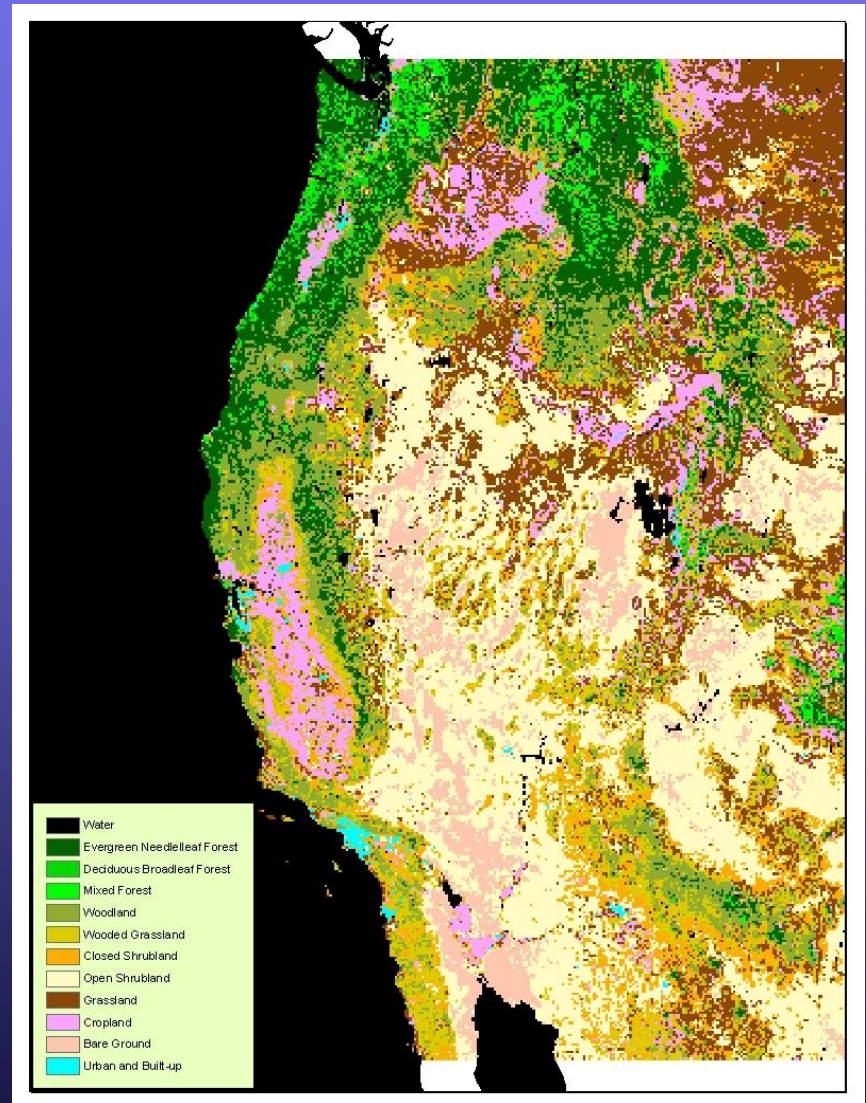 Water
Evergreen Needlelleaf Forest
Deciduous Broadleaf Forest
Mixed Forest
Woodland
Wooded Grassland
Closed Shrubland
Open Shrubland
Grassland
Cropland
Bare Ground
Urban and Built-up